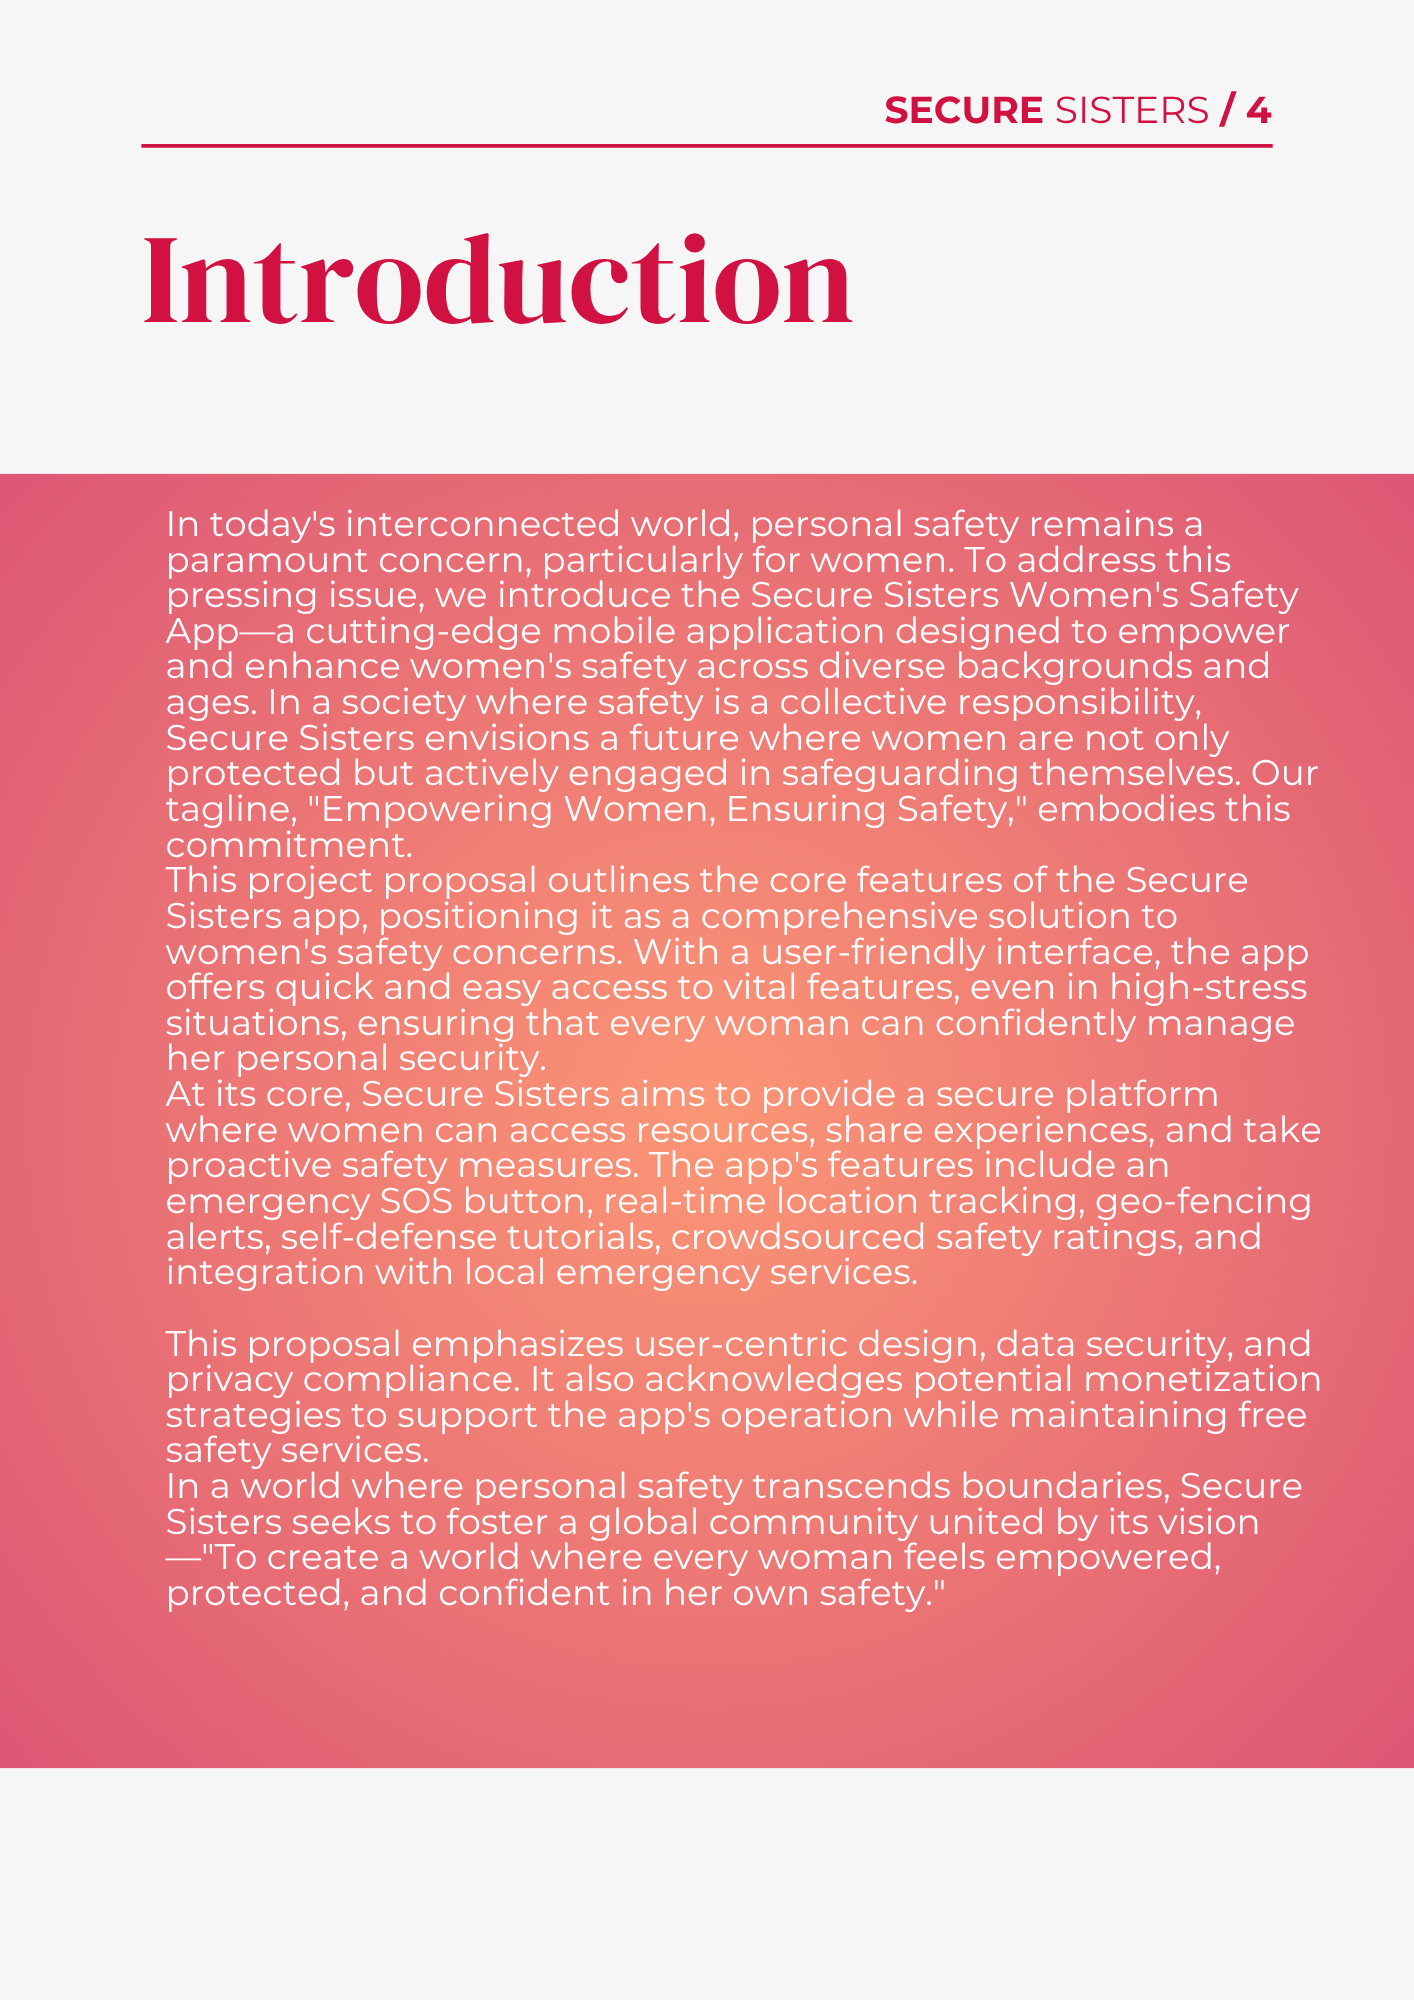 SECURE SISTERS / 4
Introduction
In today's interconnected world, personal safety remains a
paramount concern, particularly for women. To address this
pressing issue, we introduce the Secure Sisters Women's Safety
App—a cutting-edge mobile application designed to empower
and enhance women's safety across diverse backgrounds and
ages. In a society where safety is a collective responsibility,
Secure Sisters envisions a future where women are not only
protected but actively engaged in safeguarding themselves. Our
tagline, "Empowering Women, Ensuring Safety," embodies this
commitment.
This project proposal outlines the core features of the Secure
Sisters app, positioning it as a comprehensive solution to
women's safety concerns. With a user-friendly interface, the app
offers quick and easy access to vital features, even in high-stress
situations, ensuring that every woman can confidently manage
her personal security.
At its core, Secure Sisters aims to provide a secure platform
where women can access resources, share experiences, and take
proactive safety measures. The app's features include an
emergency SOS button, real-time location tracking, geo-fencing
alerts, self-defense tutorials, crowdsourced safety ratings, and
integration with local emergency services.
This proposal emphasizes user-centric design, data security, and
privacy compliance. It also acknowledges potential monetization
strategies to support the app's operation while maintaining free
safety services.
In a world where personal safety transcends boundaries, Secure
Sisters seeks to foster a global community united by its vision
—"To create a world where every woman feels empowered,
protected, and confident in her own safety."